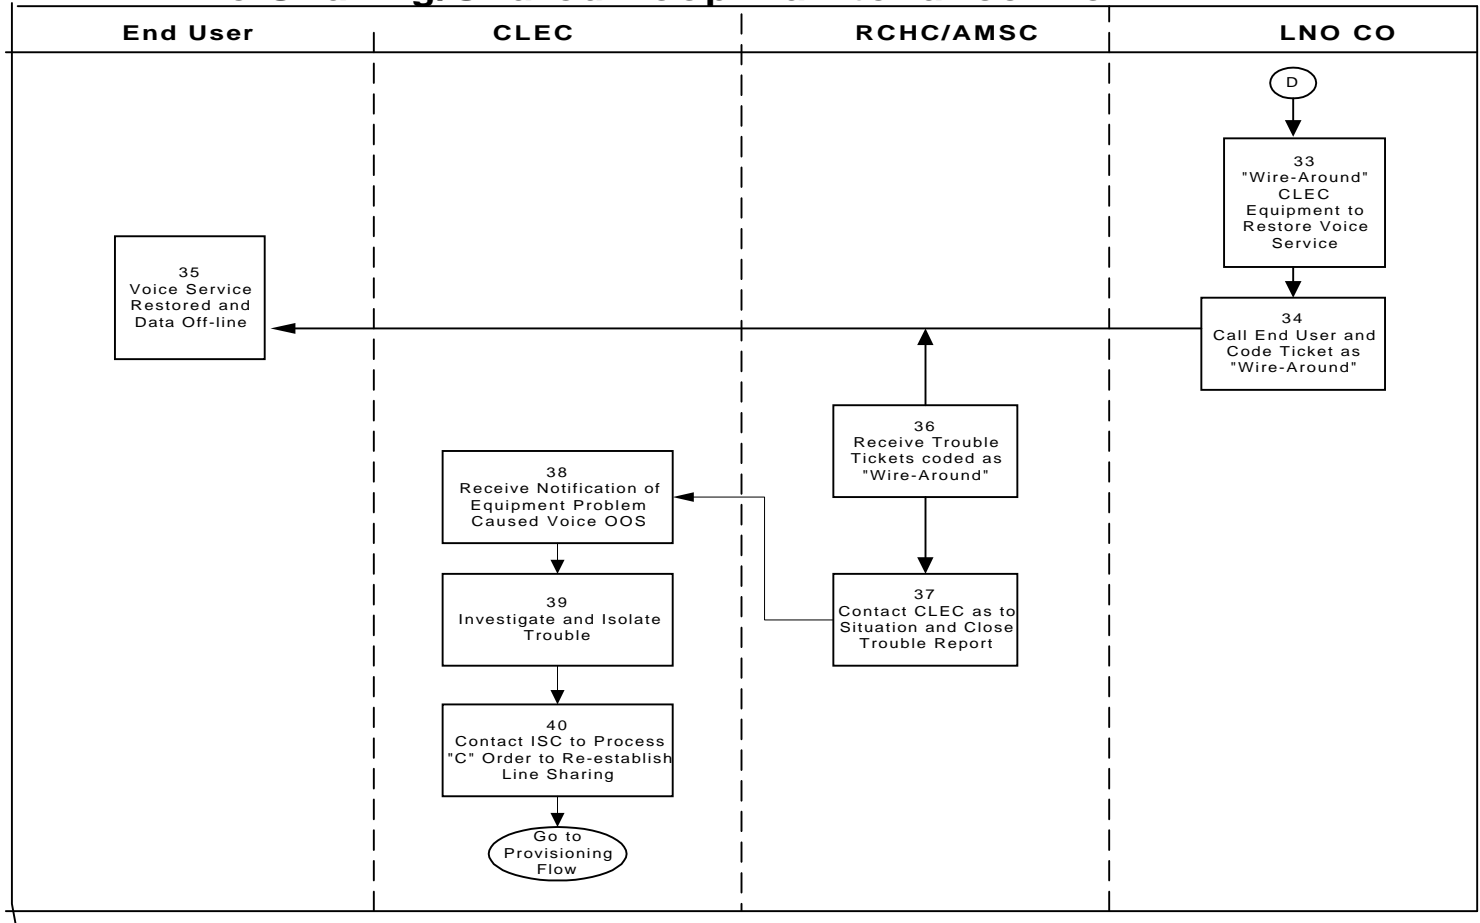 End User
CLEC
RCHC/AMSC
LNO CO
D
33
"Wire-Around"
CLEC
Equipment to
Restore Voice
Service
35
Voice Service
Restored and
Data Off-line
34
Call End User and
Code Ticket as
"Wire-Around"
36
Receive Trouble
Tickets coded as
"Wire-Around"
38
Receive Notification of
Equipment Problem
Caused Voice OOS
37
Contact CLEC as to
Situation and Close
Trouble Report
39
Investigate and Isolate
Trouble
40
Contact ISC to Process
"C" Order to Re-establish
Line Sharing
Go to
Provisioning
Flow